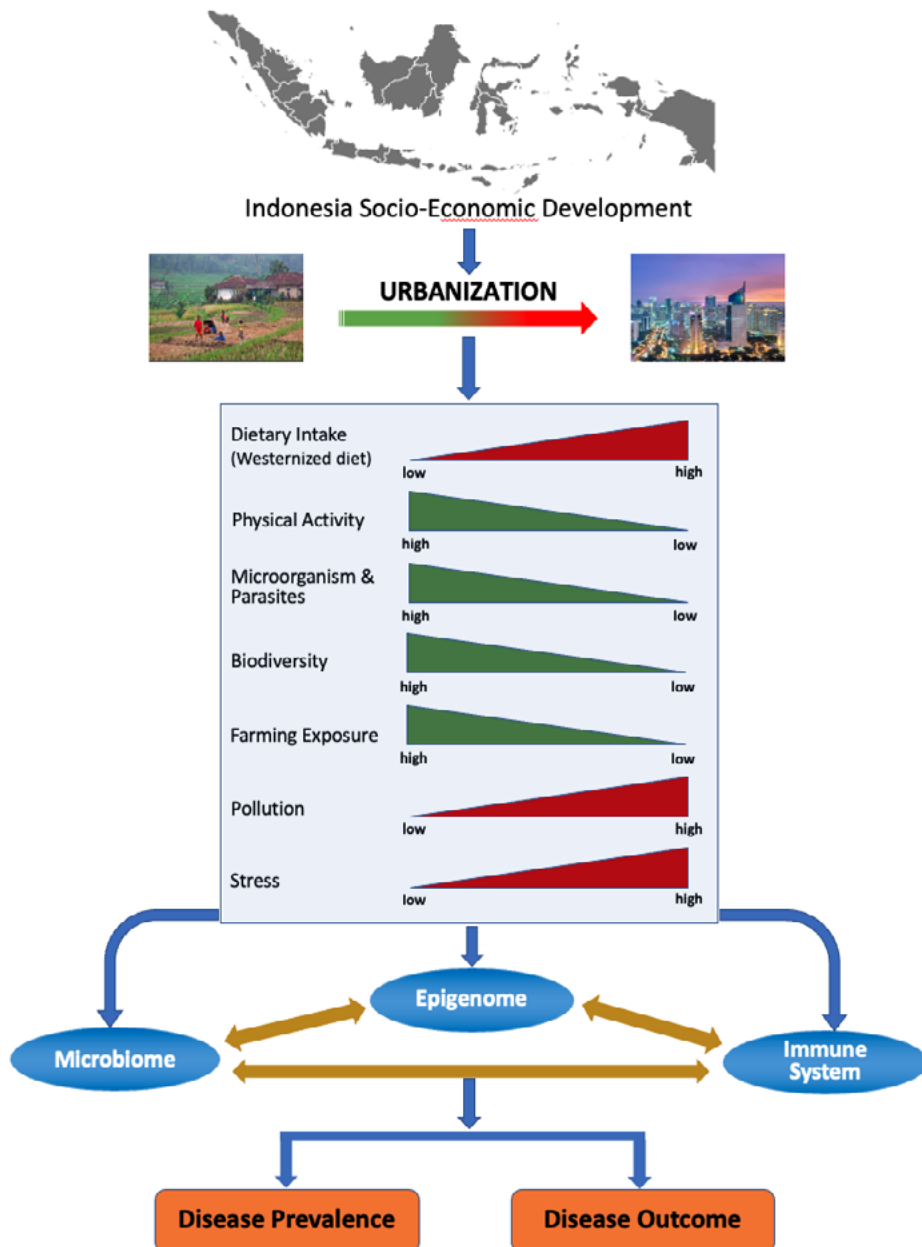 Indonesia Socio-Economic Development
URBANIZATION
Dietary Intake
(Westernized diet)
low
high
Physical Activity
high
low
Microorganism &
Parasites
high
low
Biodiversity
high
low
Farming Exposure
high
low
Pollution
low
high
Stress
low
high
Epigenome
Microbiome
Immune
System
Disease Prevalence
Disease Outcome